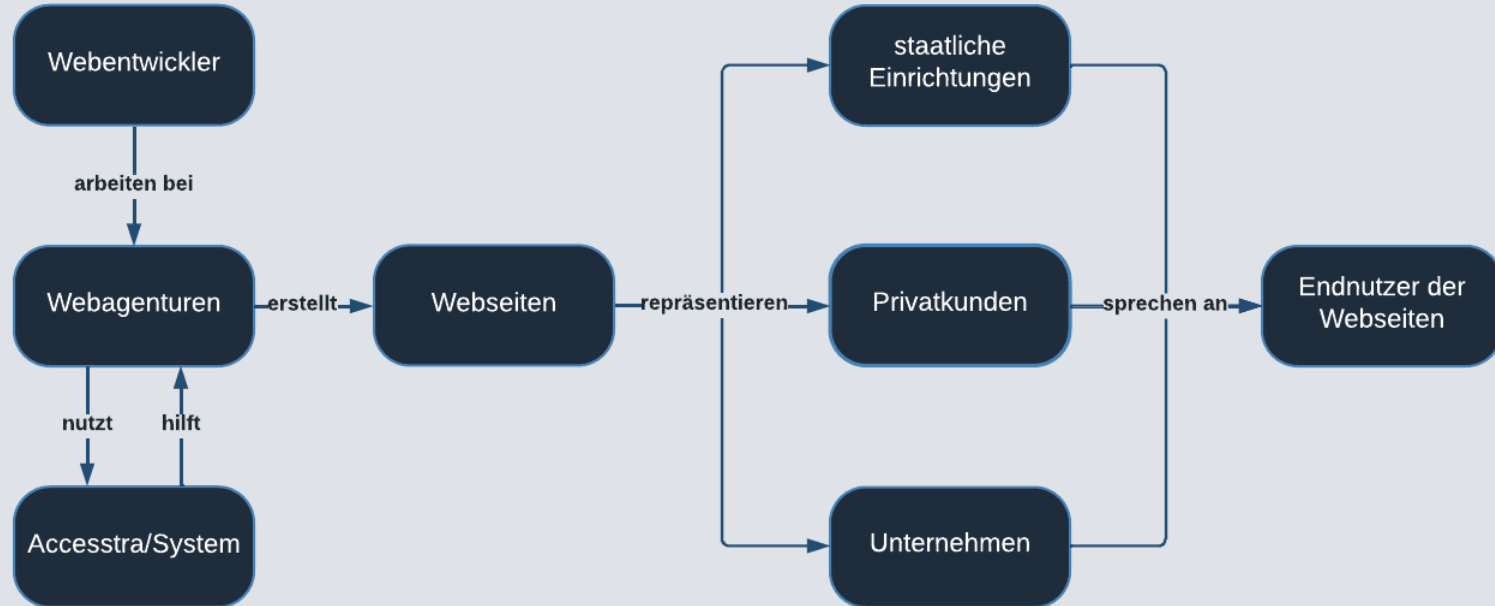 Webentwickler
staatliche
Einrichtungen
arbeiten bei
Webagenturen
erstellt
Webseiten
repräsentieren
Privatkunden
sprechen an
Endnutzer der
Webseiten
nutzt
hilft
Accesstra/System
Unternehmen